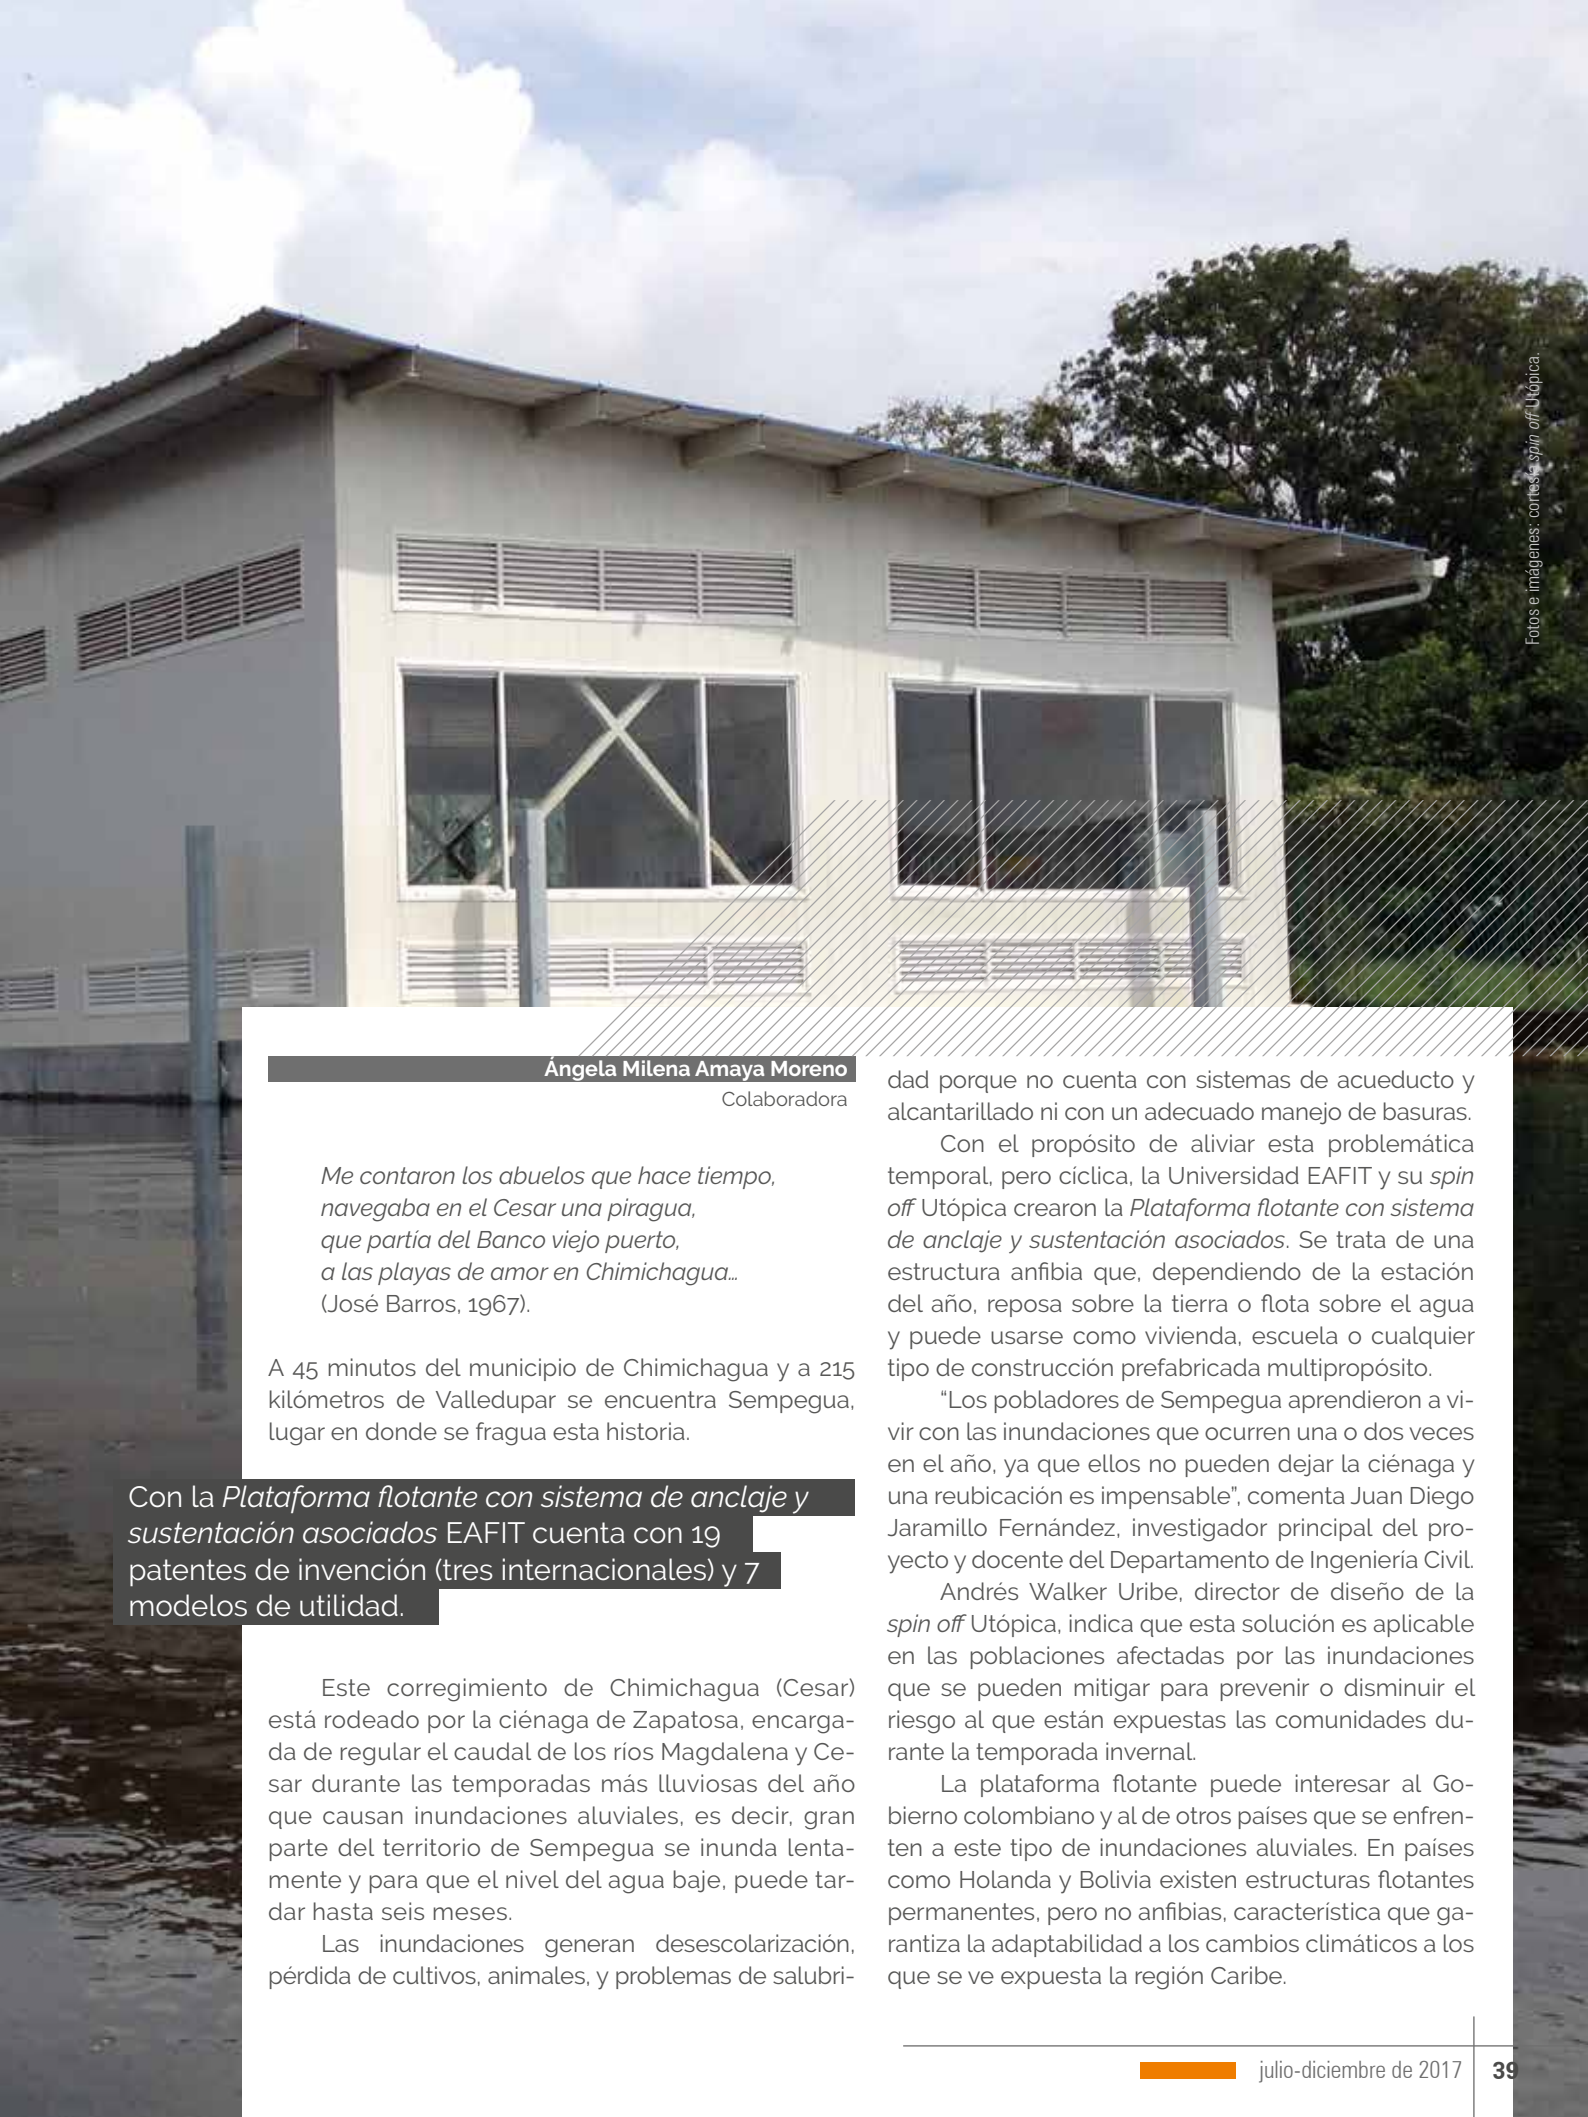 Fotos e imágenes: cortesía spin off Utópica.
Ángela Milena Amaya Moreno
Colaboradora
Me contaron los abuelos que hace tiempo,
navegaba en el Cesar una piragua,
que partía del Banco viejo puerto,
a las playas de amor en Chimichagua…
(José Barros, 1967).
A 45 minutos del municipio de Chimichagua y a 215
kilómetros de Valledupar se encuentra Sempegua,
lugar en donde se fragua esta historia.
Con la Plataforma flotante con sistema de anclaje y
sustentación asociados EAFIT cuenta con 19
patentes de invención (tres internacionales) y 7
modelos de utilidad.
Este corregimiento de Chimichagua (Cesar)
está rodeado por la ciénaga de Zapatosa, encarga-
da de regular el caudal de los ríos Magdalena y Ce-
sar durante las temporadas más lluviosas del año
que causan inundaciones aluviales, es decir, gran
parte del territorio de Sempegua se inunda lenta-
mente y para que el nivel del agua baje, puede tar-
dar hasta seis meses.
Las inundaciones generan desescolarización,
pérdida de cultivos, animales, y problemas de salubri-
dad porque no cuenta con sistemas de acueducto y
alcantarillado ni con un adecuado manejo de basuras.
Con el propósito de aliviar esta problemática
temporal, pero cíclica, la Universidad EAFIT y su spin
off Utópica crearon la Plataforma flotante con sistema
de anclaje y sustentación asociados. Se trata de una
estructura anfibia que, dependiendo de la estación
del año, reposa sobre la tierra o flota sobre el agua
y puede usarse como vivienda, escuela o cualquier
tipo de construcción prefabricada multipropósito.
“Los pobladores de Sempegua aprendieron a vi-
vir con las inundaciones que ocurren una o dos veces
en el año, ya que ellos no pueden dejar la ciénaga y
una reubicación es impensable”, comenta Juan Diego
Jaramillo Fernández, investigador principal del pro-
yecto y docente del Departamento de Ingeniería Civil.
Andrés Walker Uribe, director de diseño de la
spin off Utópica, indica que esta solución es aplicable
en las poblaciones afectadas por las inundaciones
que se pueden mitigar para prevenir o disminuir el
riesgo al que están expuestas las comunidades du-
rante la temporada invernal.
La plataforma flotante puede interesar al Go-
bierno colombiano y al de otros países que se enfren-
ten a este tipo de inundaciones aluviales. En países
como Holanda y Bolivia existen estructuras flotantes
permanentes, pero no anfibias, característica que ga-
rantiza la adaptabilidad a los cambios climáticos a los
que se ve expuesta la región Caribe.
julio-diciembre de 2017
39